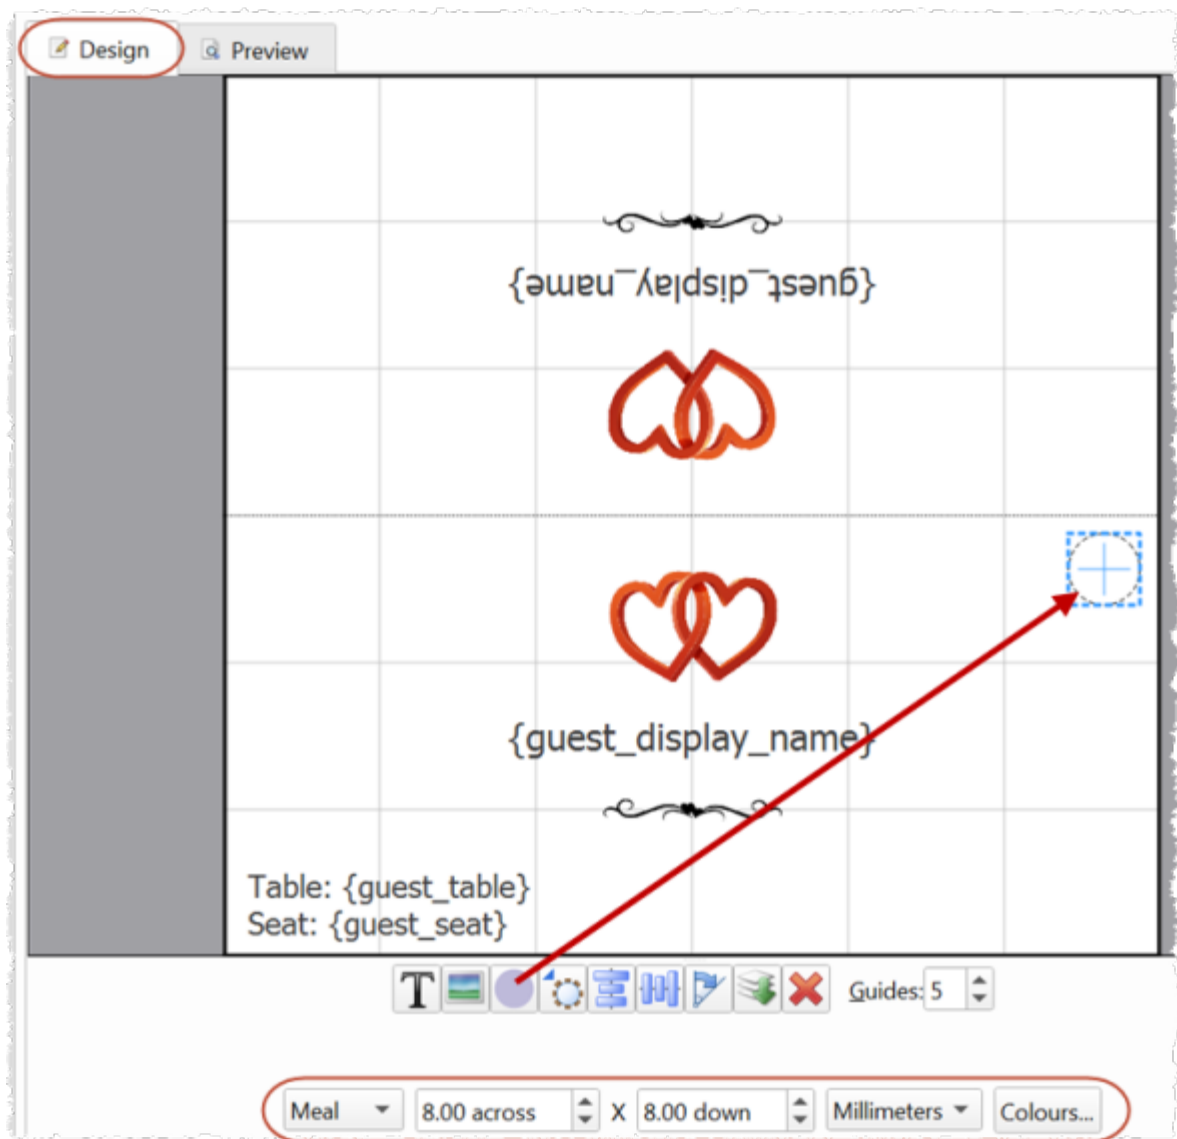 Design Preview
{guest_display_name}
{guest_display_name}
Table: {guest_table}
Seat: {guest_seat}
T Guides: 5
Meal 8.00 across X 8.00 down Millimeters Colours...